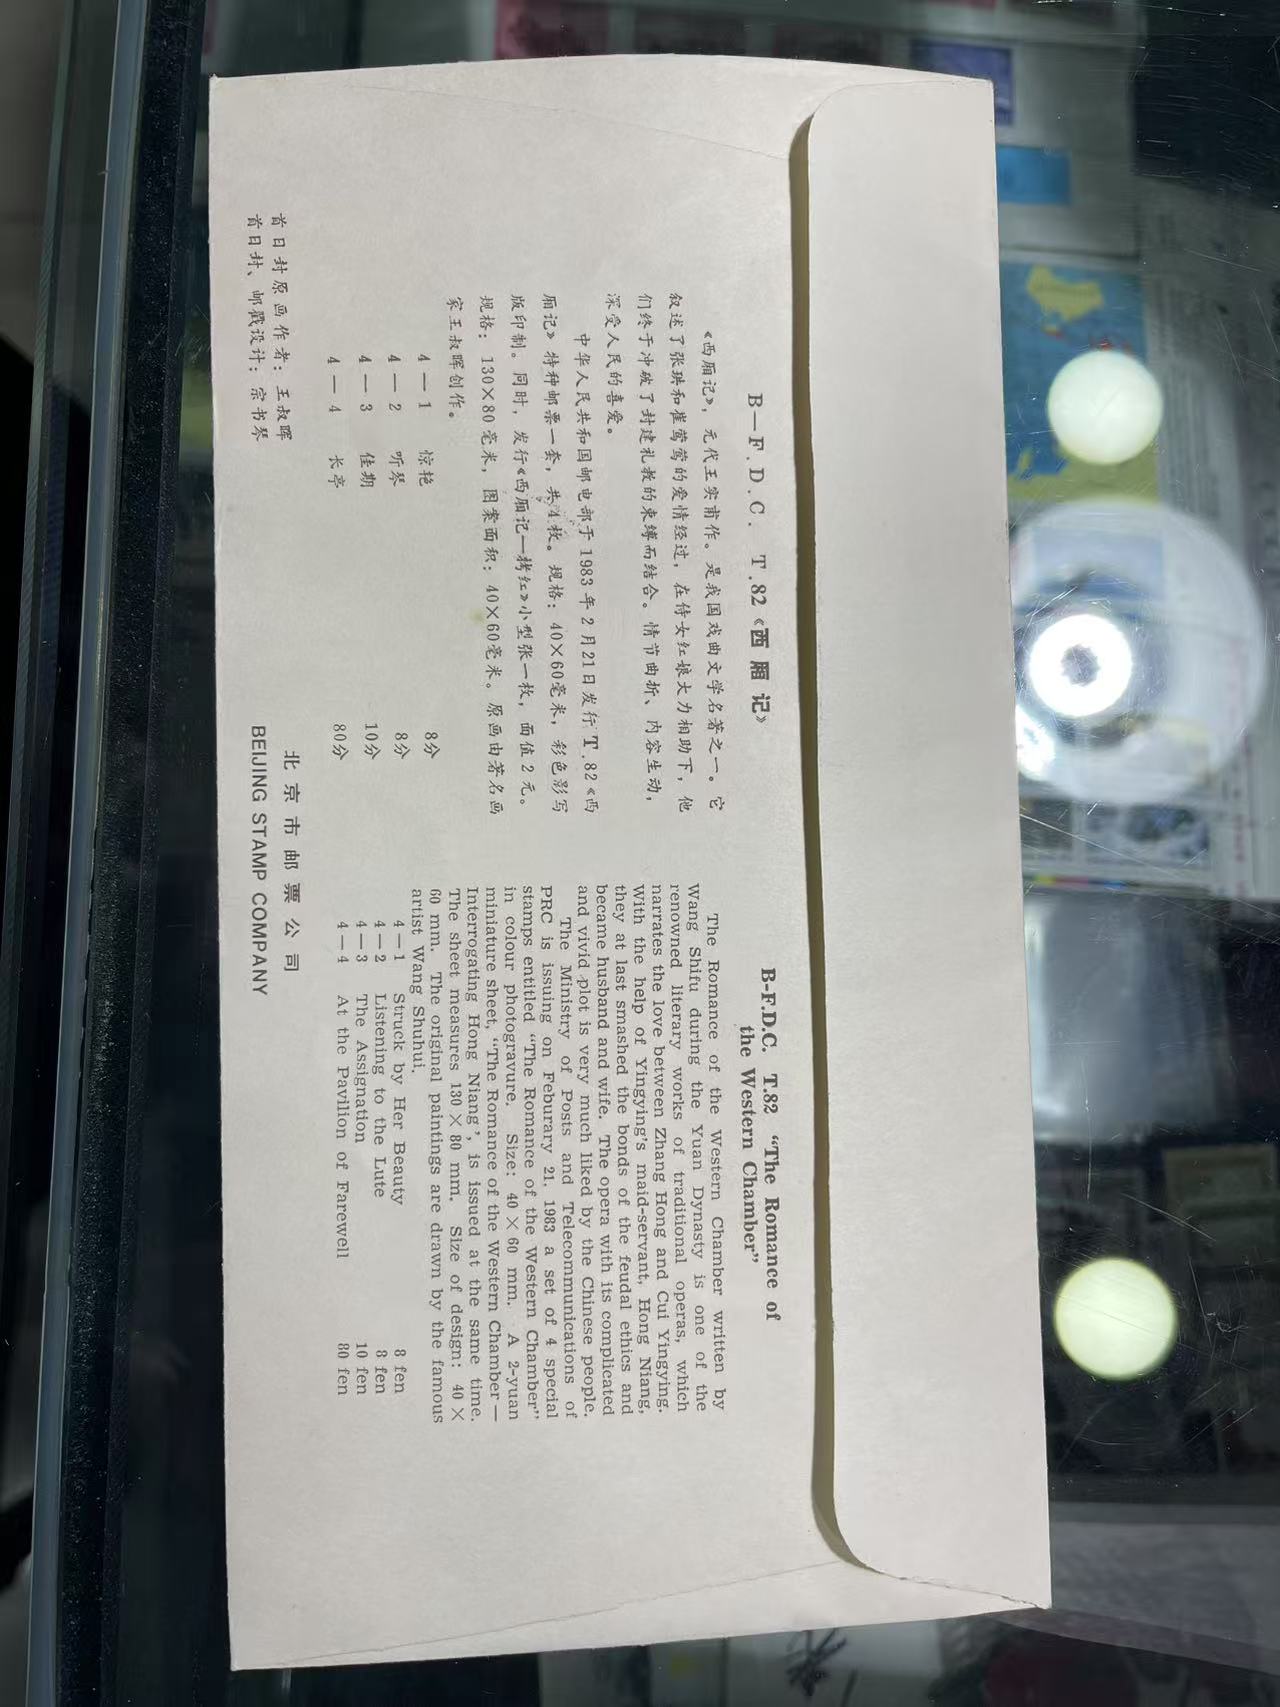 B—F.D.C. T.82《西厢记》
《西厢记》，元代王实甫作。是我国戏曲文学名著之一。它
叙述了张珙和崔莺莺的爱情经过，在侍女红娘大力相助下，他
们终于冲破了封建礼教的束缚而结合。情节曲折、内容生动，
深受人民的喜爱。
中华人民共和国邮电部于1983年2月21日发行T.82《西
厢记》特种邮票一套，共4枚。规格：40×60毫米，彩色影写
版印制。同时，发行《西厢记—拷红》小型张一枚，面值2元。
规格：130×80毫米，图案面积：40×60毫米。原画由著名画
家王叔晖创作。
4—1 惊艳 8分
4—2 听琴 8分
4—3 佳期 10分
4—4 长亭 80分
首日封原画作者：王叔晖
首日封、邮戳设计：宗书琴
北京市邮票公司
BEIJING STAMP COMPANY
B-F.D.C. T.82 “The Romance of
the Western Chamber”
The Romance of the Western Chamber written by
Wang Shifu during the Yuan Dynasty is one of the
renowned literary works of traditional operas, which
narrates the love between Zhang Hong and Cui Yingying.
With the help of Yingying's maid-servant, Hong Niang,
they at last smashed the bonds of the feudal ethics and
became husband and wife. The opera with its complicated
and vivid plot is very much liked by the Chinese people.
The Ministry of Posts and Telecommunications of
PRC is issuing on Feburary 21, 1983 a set of 4 special
stamps entitled “The Romance of the Western Chamber”
in colour photogravure. Size: 40 × 60 mm. A 2-yuan
miniature sheet, “The Romance of the Western Chamber —
Interrogating Hong Niang”, is issued at the same time.
The sheet measures 130 × 80 mm. Size of design: 40 ×
60 mm. The original paintings are drawn by the famous
artist Wang Shuhui.
4—1 Struck by Her Beauty 8 fen
4—2 Listening to the Lute 8 fen
4—3 The Assignation 10 fen
4—4 At the Pavilion of Farewell 80 fen